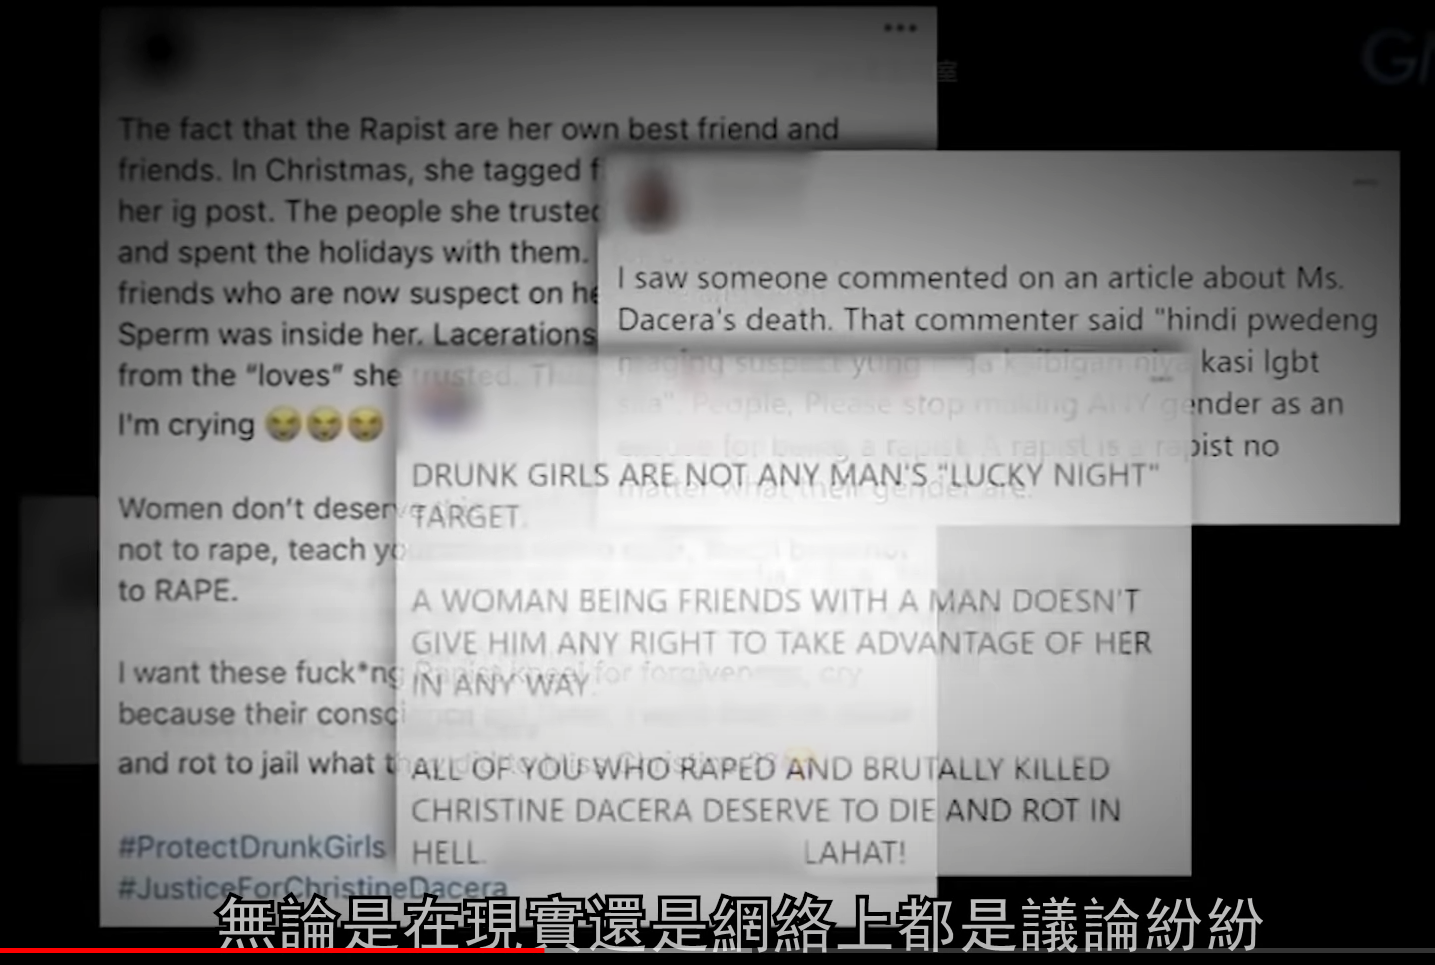 The fact that the Rapist are her own best friend and
friends. In Christmas, she tagged
her ig post. The people she trusted
and spent the holidays with them.
friends who are now suspect on
Sperm was inside her. Lacerations
from the “loves” she trusted.
I'm crying 😭😭😭
Women don’t deserve
not to rape, teach
to RAPE.
I want these fuck*ng Rapist kneel for forgiveness, cry
because their
and rot to jail what
#ProtectDrunkGirls
#JusticeForChristineDacera
I saw someone commented on an article about Ms.
Dacera's death. That commenter said "hindi pwedeng
maging suspect yung mga kaibigan niya kasi lgbt
sila". People, Please stop making ANY gender as an
excuse for being a rapist. A rapist is a rapist no
matter what their gender are.
DRUNK GIRLS ARE NOT ANY MAN'S "LUCKY NIGHT"
TARGET.
A WOMAN BEING FRIENDS WITH A MAN DOESN'T
GIVE HIM ANY RIGHT TO TAKE ADVANTAGE OF HER
IN ANY WAY.
ALL OF YOU WHO RAPED AND BRUTALLY KILLED
CHRISTINE DACERA DESERVE TO DIE AND ROT IN
HELL. LAHAT!
室
無論是在現實還是網絡上都是議論紛紛